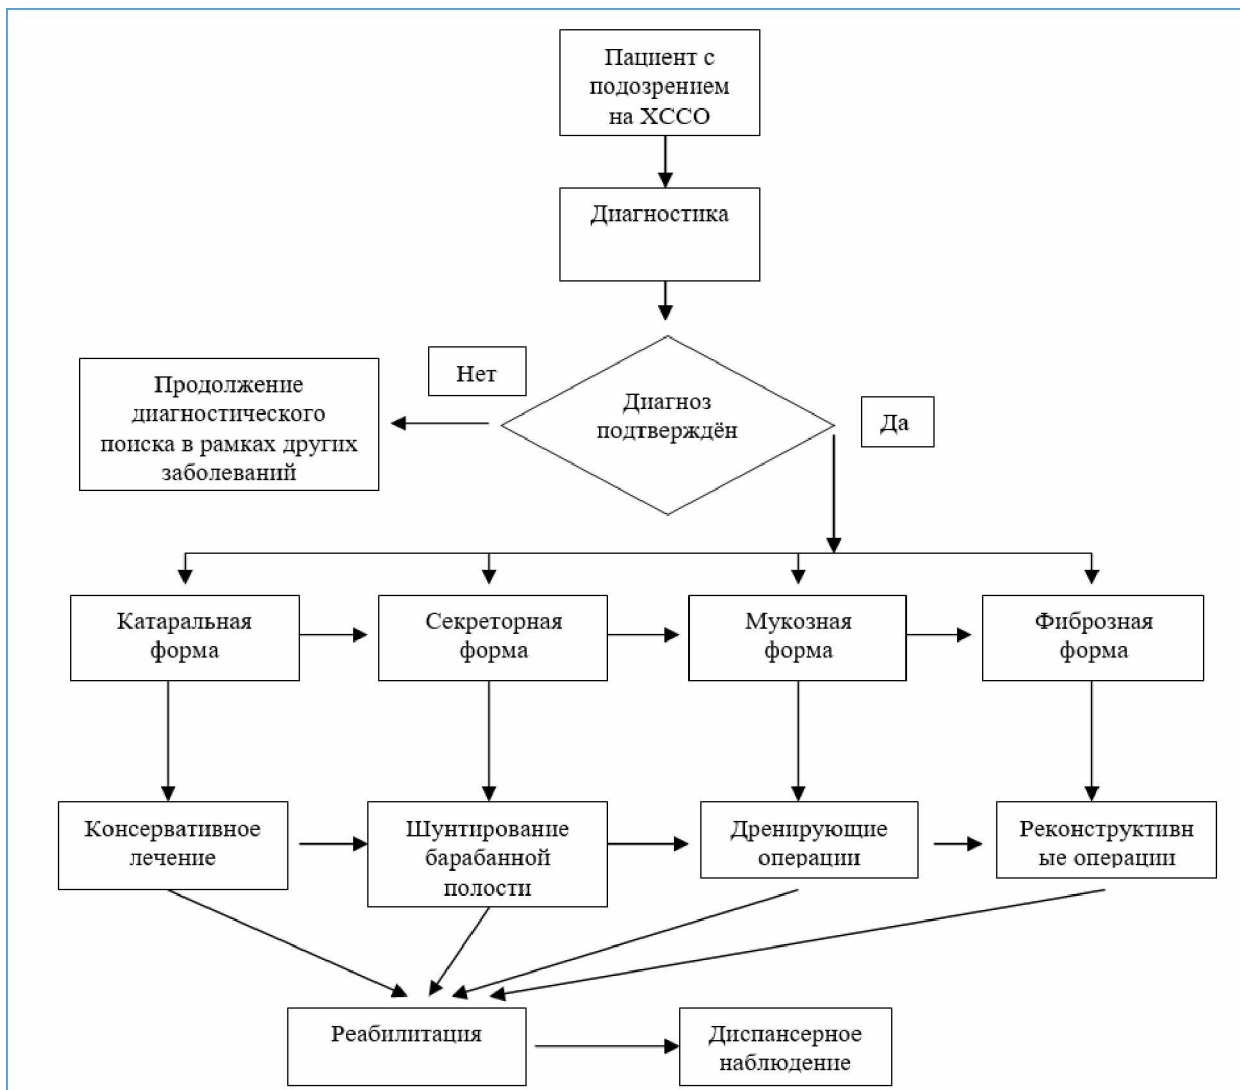 Пациент с
подозрением
на ХССО
Диагностика
Нет
Продолжение
диагностического
поиска в рамках других
заболеваний
Диагноз
подтверждён
Да
Катаральная
форма
Секреторная
форма
Мукозная
форма
Фиброзная
форма
Консервативное
лечение
Шунтирование
барабанной
полости
Дренирующие
операции
Реконструктивн
ые операции
Реабилитация
Диспансерное
наблюдение